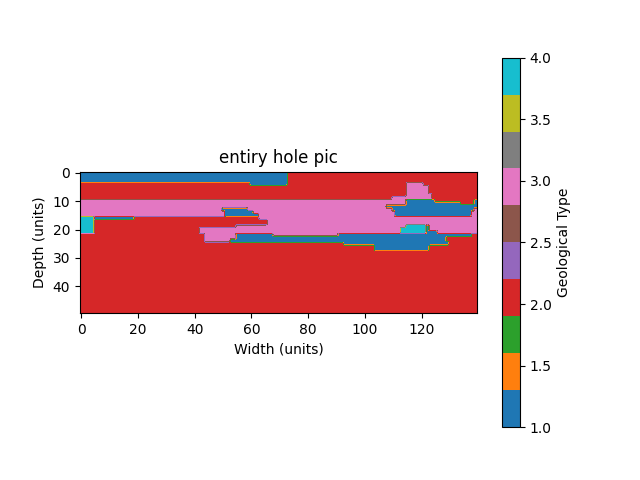 entiry hole pic
Depth (units)
0
10
20
30
40
0 20 40 60 80 100 120
Width (units)
4.0
3.5
3.0
2.5
2.0
1.5
1.0
Geological Type